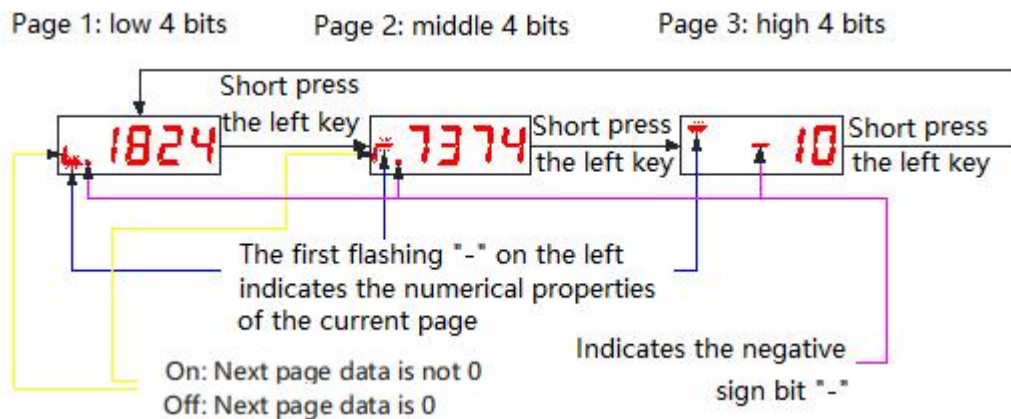 Page 1: low 4 bits
Page 2: middle 4 bits
Page 3: high 4 bits
Short press
the left key
.1824
Short press
the left key
-.7374
Short press
the left key
- - 10
The first flashing "-" on the left
indicates the numerical properties
of the current page
Indicates the negative
sign bit "-"
On: Next page data is not 0
Off: Next page data is 0